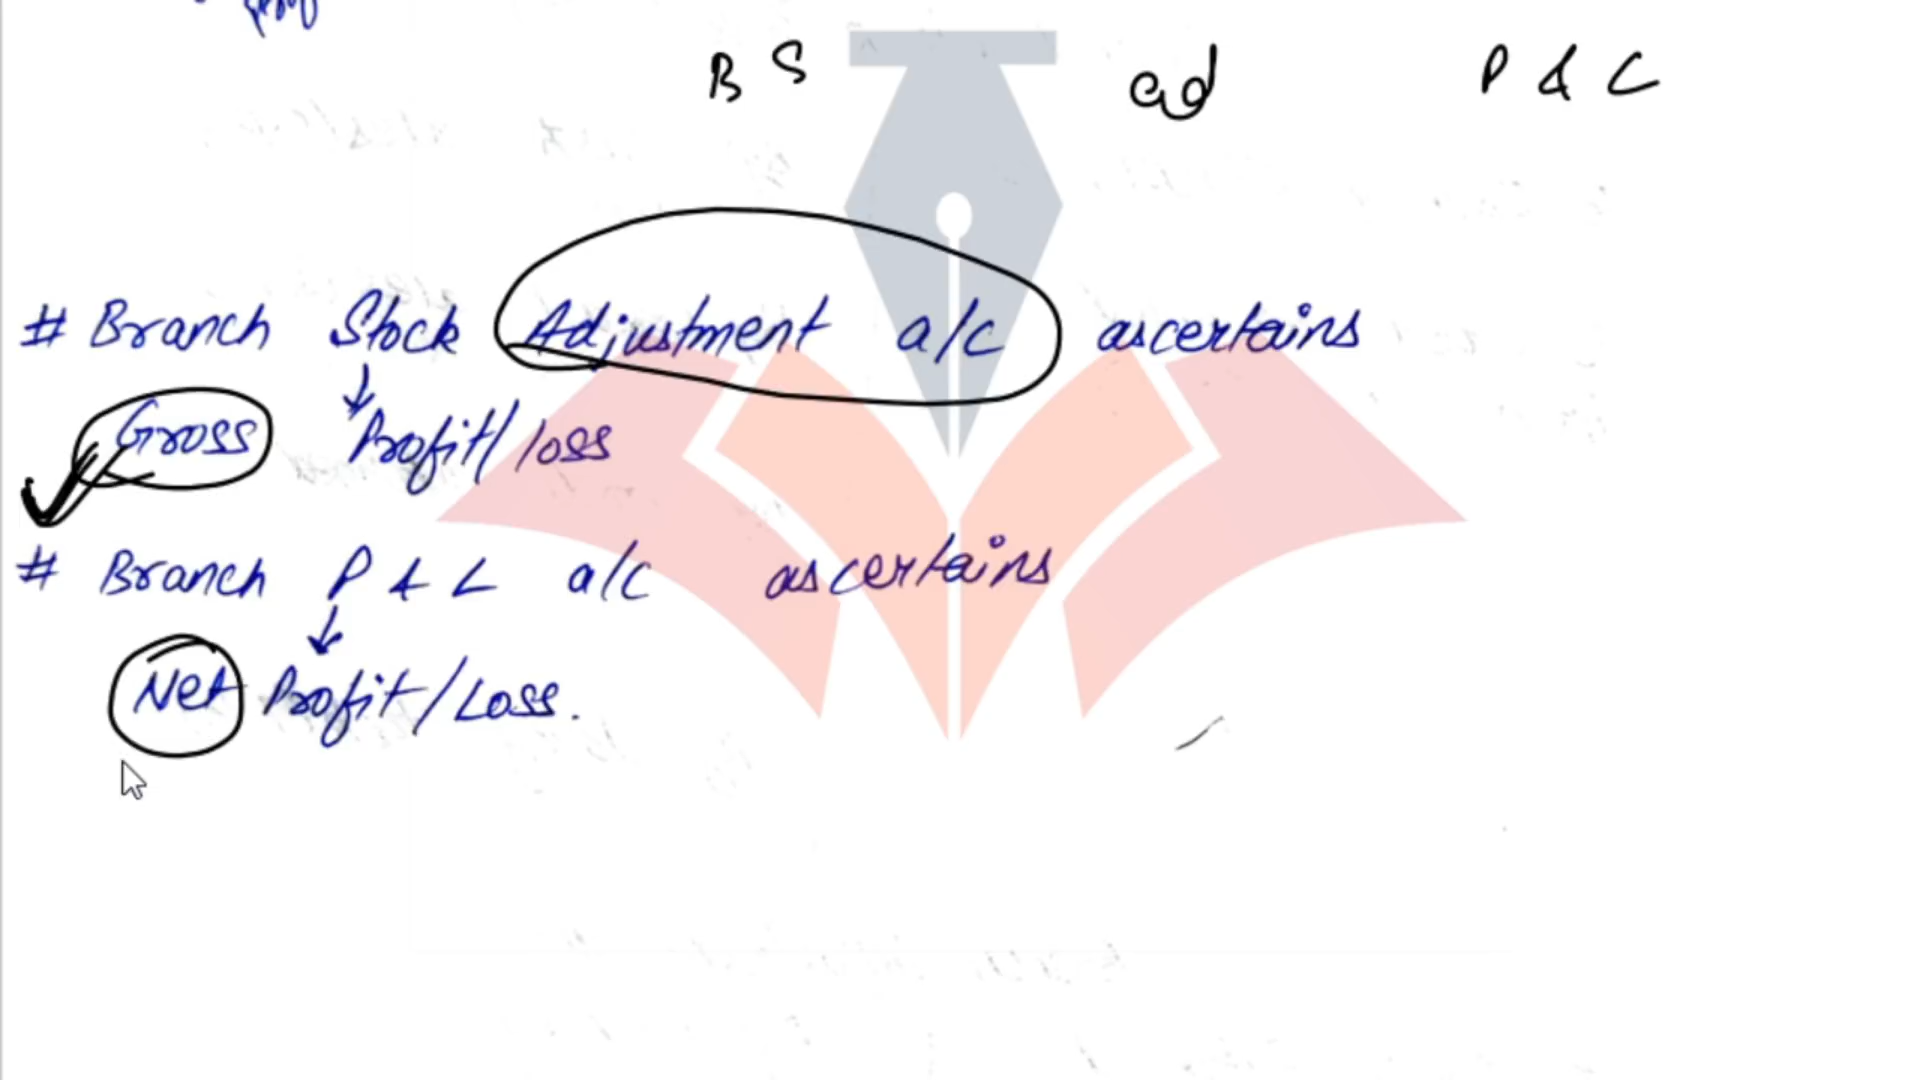 B S ad P & L
# Branch Stock Adjustment a/c ascertains
Gross Profit/loss
# Branch P & L a/c ascertains
Net Profit/Loss.